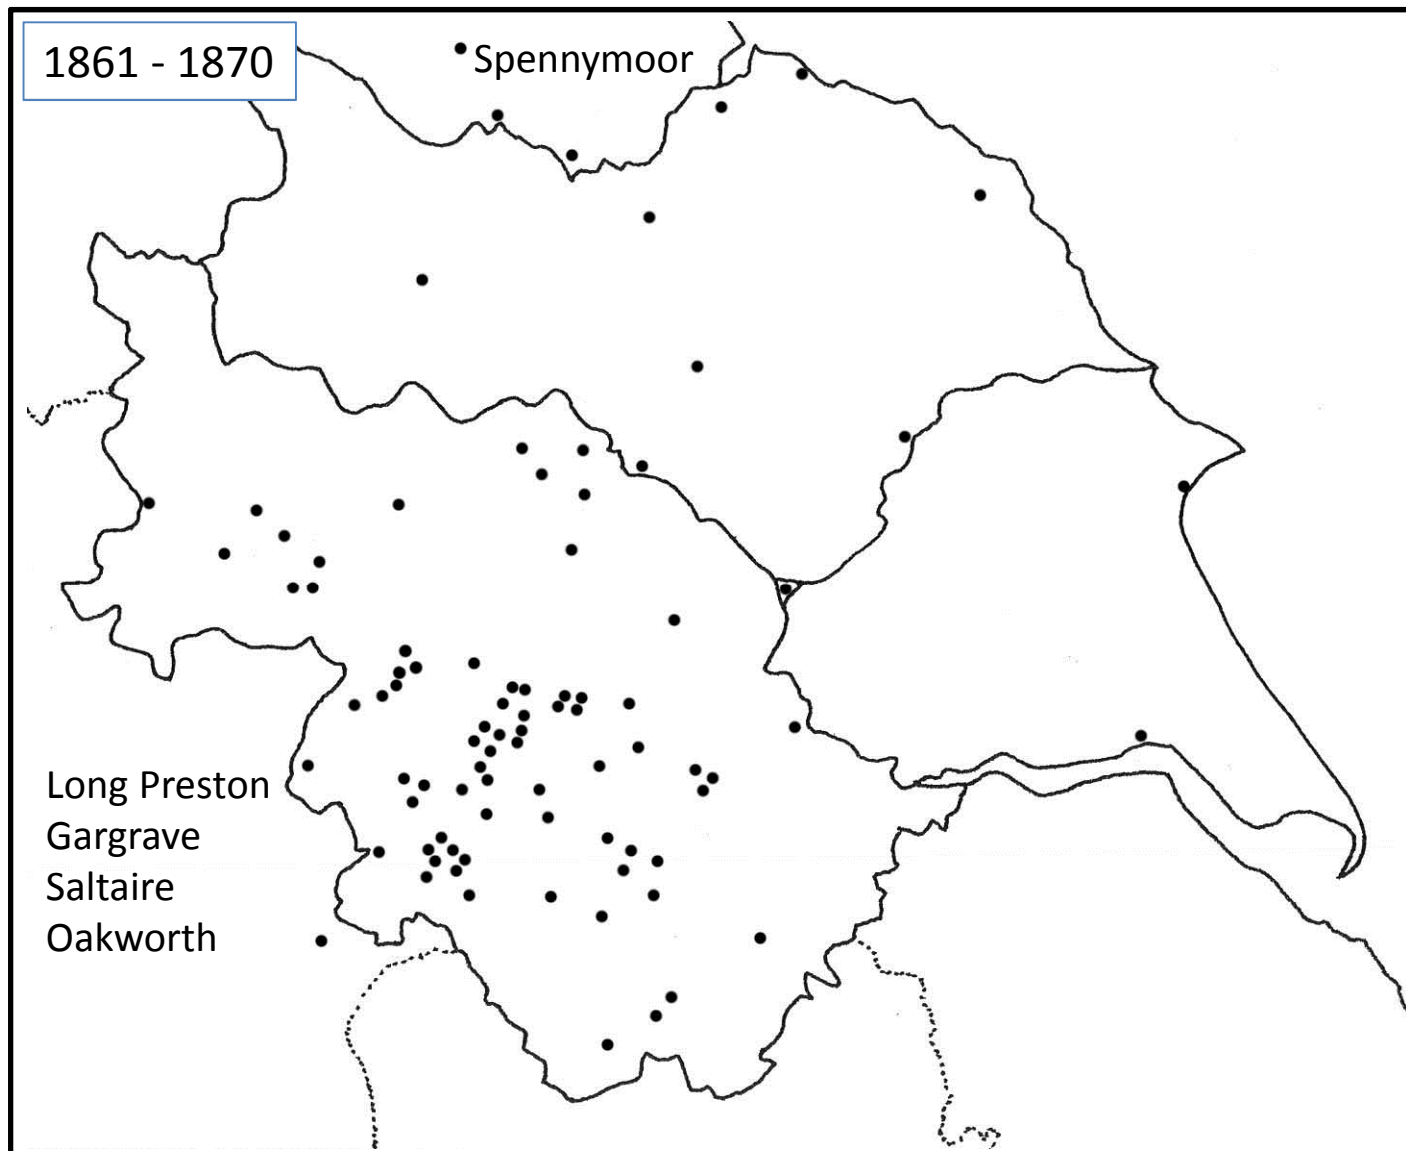 1861 - 1870
Spennymoor
Long Preston
Gargrave
Saltaire
Oakworth